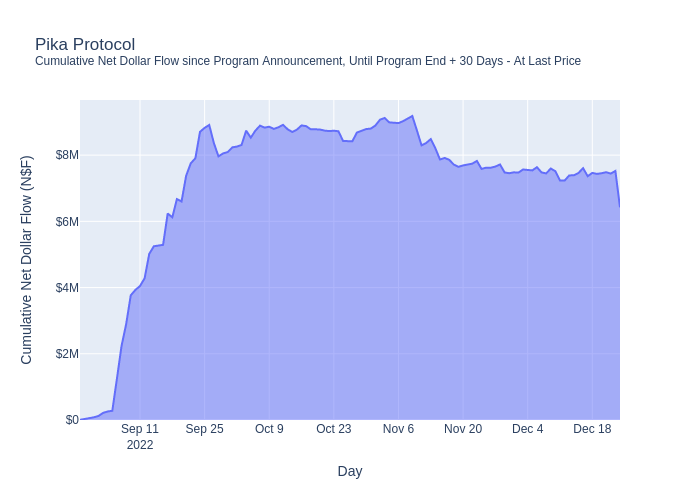 Pika Protocol
Cumulative Net Dollar Flow since Program Announcement, Until Program End + 30 Days - At Last Price
Cumulative Net Dollar Flow (N$F)
$8M
$6M
$4M
$2M
$0
Sep 11
2022
Sep 25
Oct 9
Oct 23
Nov 6
Nov 20
Dec 4
Dec 18
Day